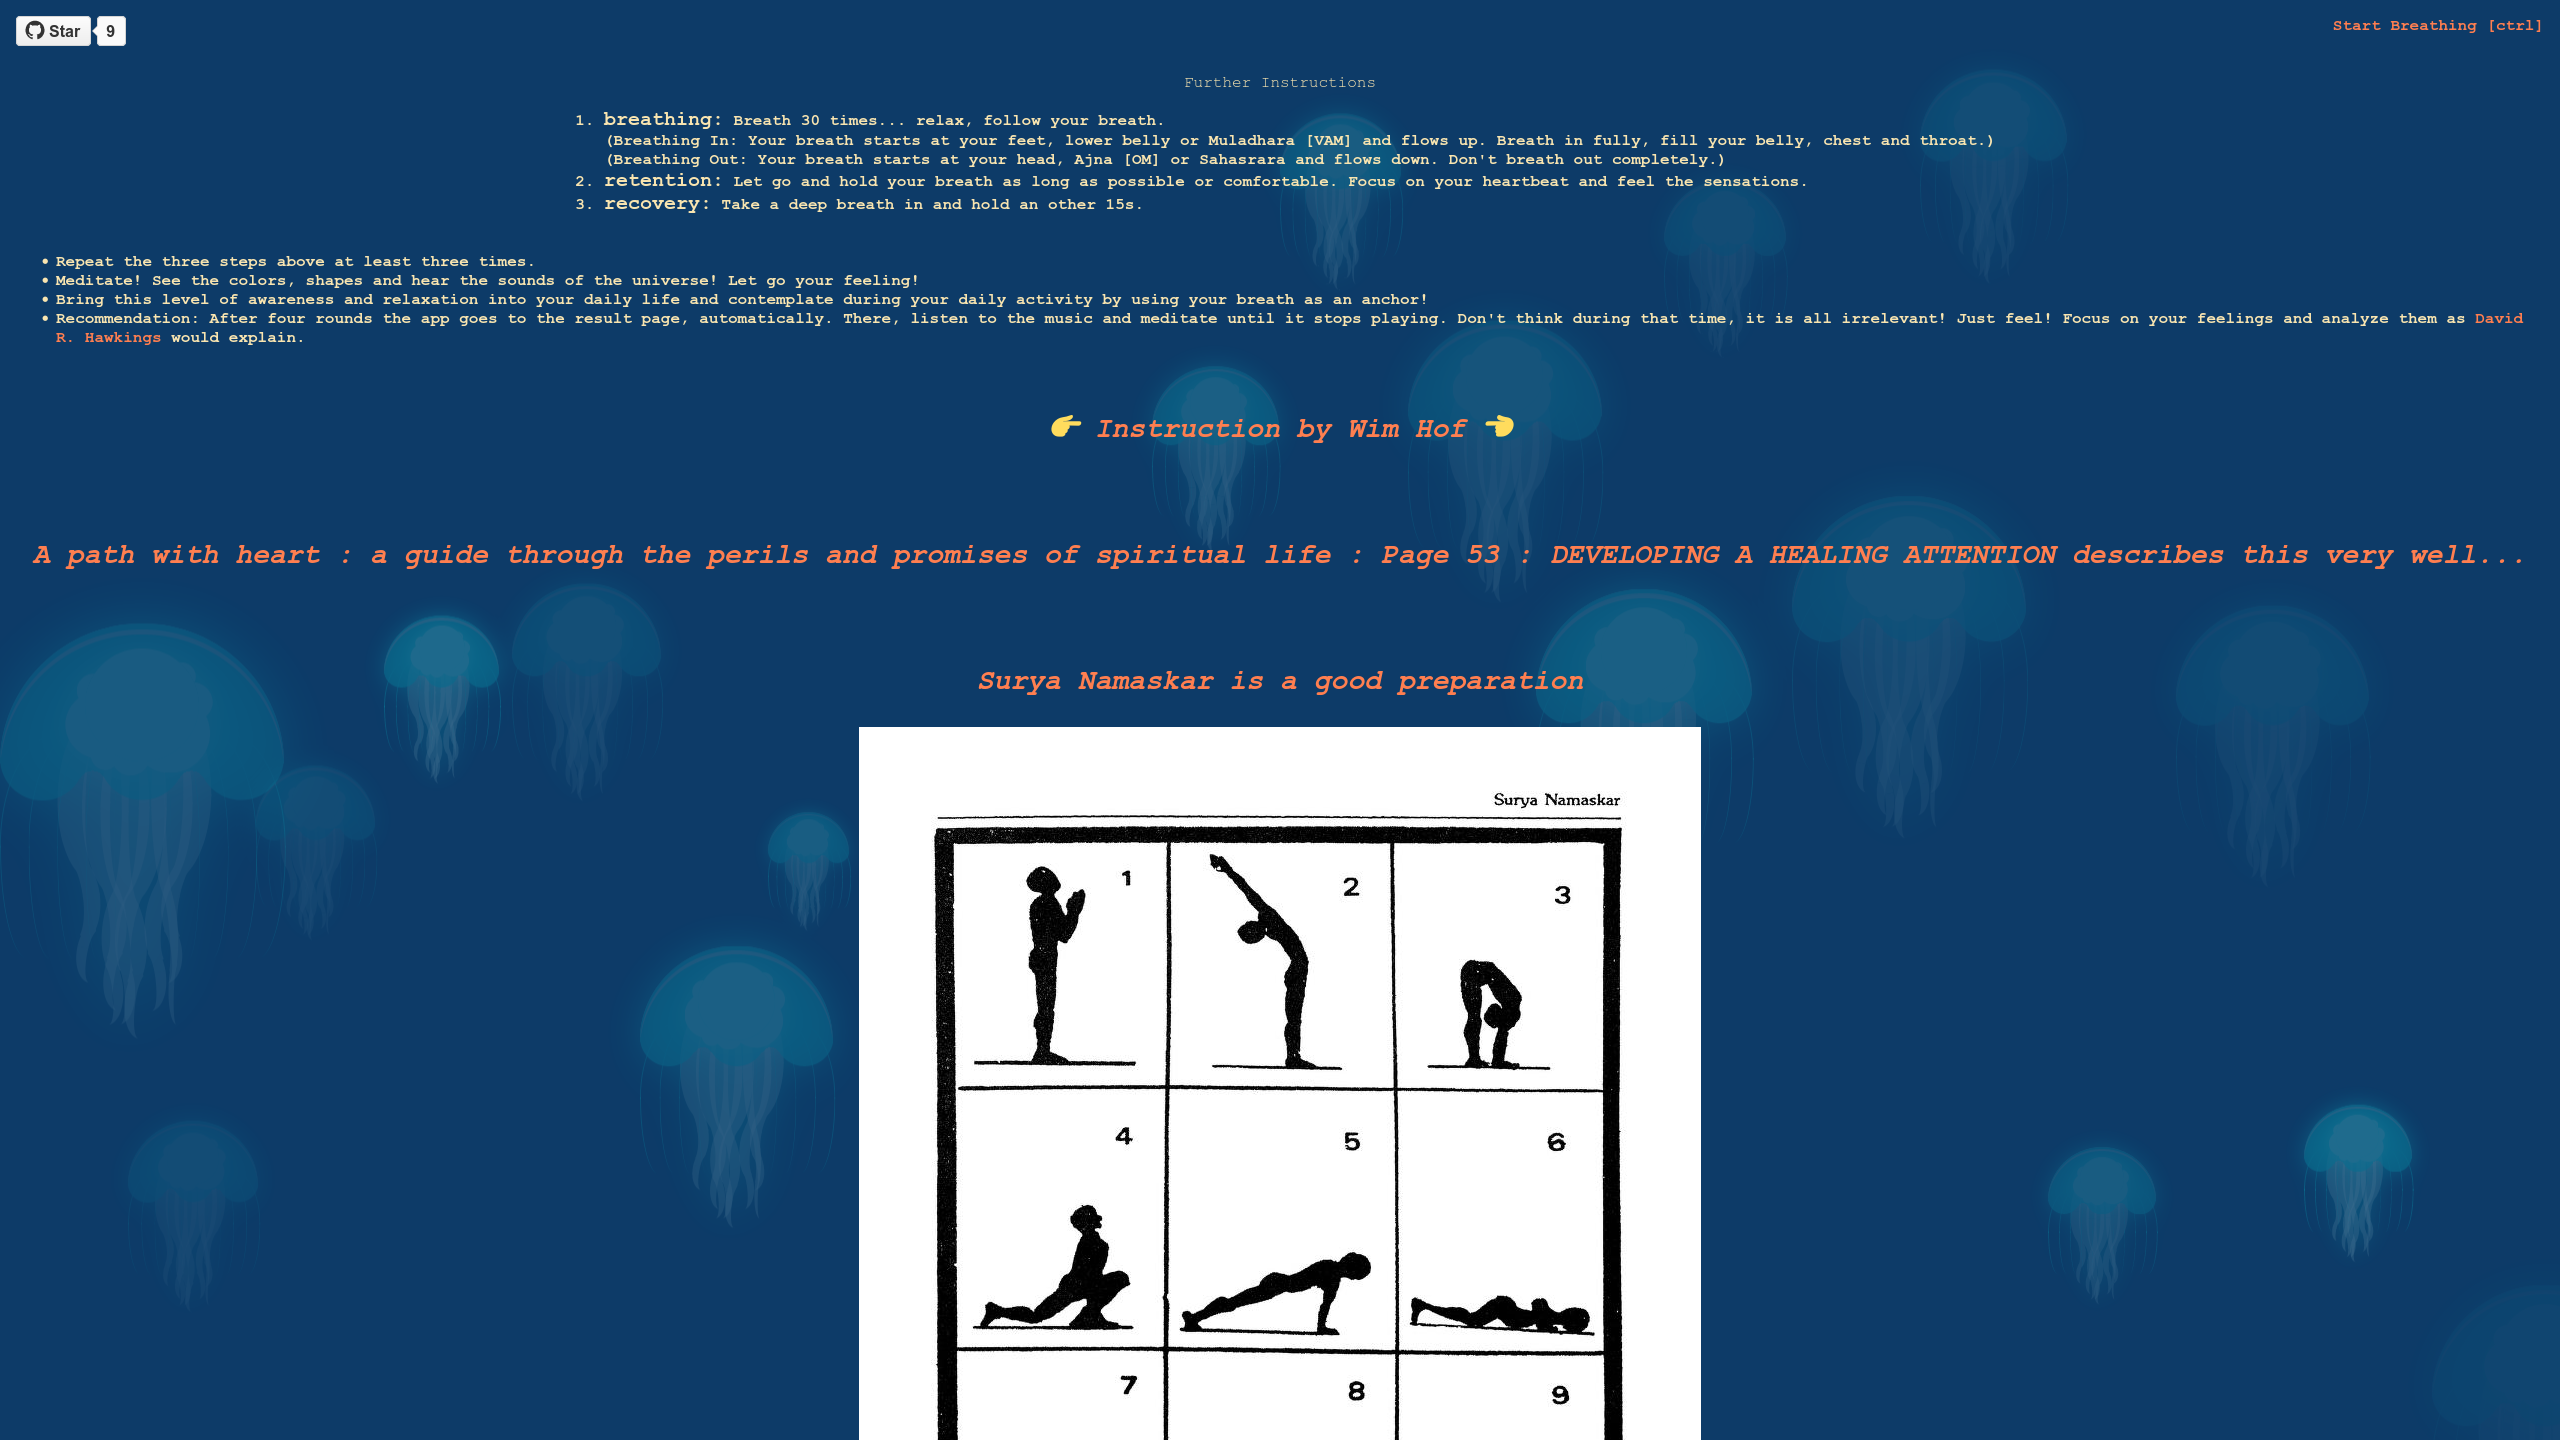 Star 9
Start Breathing [ctrl]
Further Instructions
1. breathing: Breath 30 times... relax, follow your breath.
(Breathing In: Your breath starts at your feet, lower belly or Muladhara [VAM] and flows up. Breath in fully, fill your belly, chest and throat.)
(Breathing Out: Your breath starts at your head, Ajna [OM] or Sahasrara and flows down. Don't breath out completely.)
2. retention: Let go and hold your breath as long as possible or comfortable. Focus on your heartbeat and feel the sensations.
3. recovery: Take a deep breath in and hold an other 15s.
• Repeat the three steps above at least three times.
• Meditate! See the colors, shapes and hear the sounds of the universe! Let go your feeling!
• Bring this level of awareness and relaxation into your daily life and contemplate during your daily activity by using your breath as an anchor!
• Recommendation: After four rounds the app goes to the result page, automatically. There, listen to the music and meditate until it stops playing. Don't think during that time, it is all irrelevant! Just feel! Focus on your feelings and analyze them as David
R. Hawkings would explain.
👉 Instruction by Wim Hof 👈
A path with heart : a guide through the perils and promises of spiritual life : Page 53 : DEVELOPING A HEALING ATTENTION describes this very well...
Surya Namaskar is a good preparation
Surya Namaskar
1 2 3
4 5 6
7 8 9